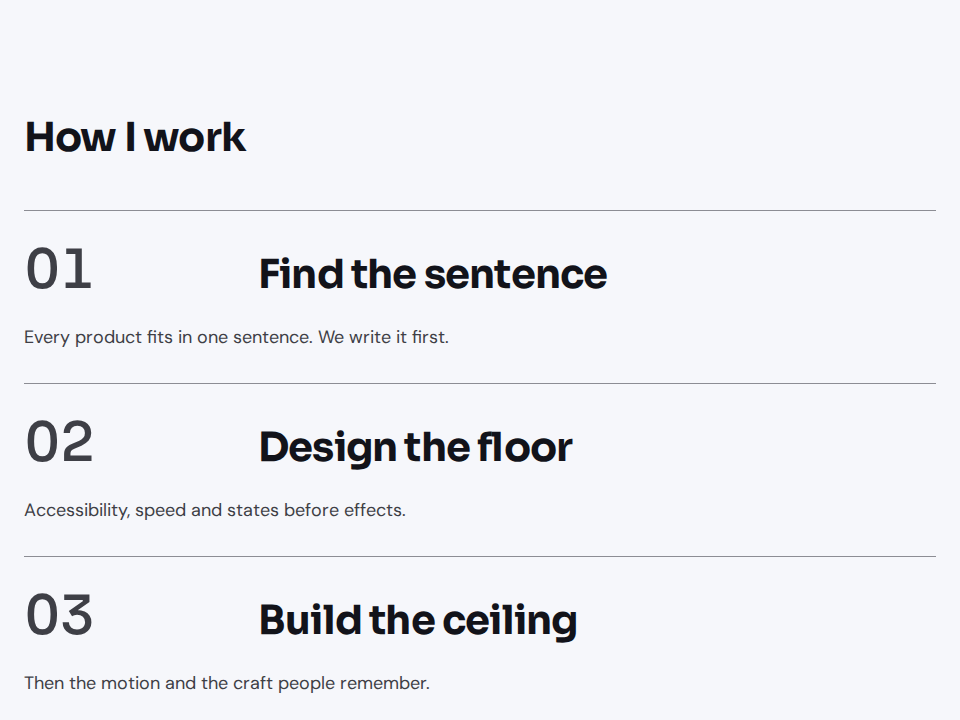 How I work
01 Find the sentence
Every product fits in one sentence. We write it first.
02 Design the floor
Accessibility, speed and states before effects.
03 Build the ceiling
Then the motion and the craft people remember.